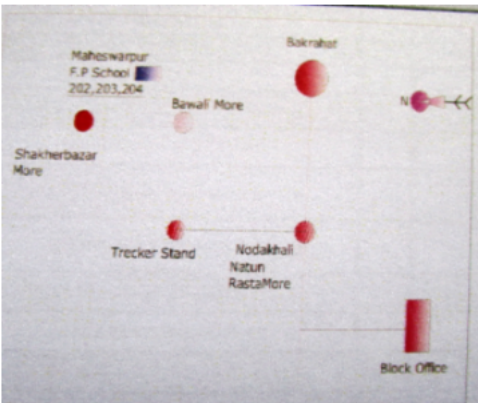 Bakrahat
Maheswarpur
F.P School
202,203,204
N
Bawali More
Shakherbazar
More
Trecker Stand
Nodakhali
Natun
RastaMore
Block Office